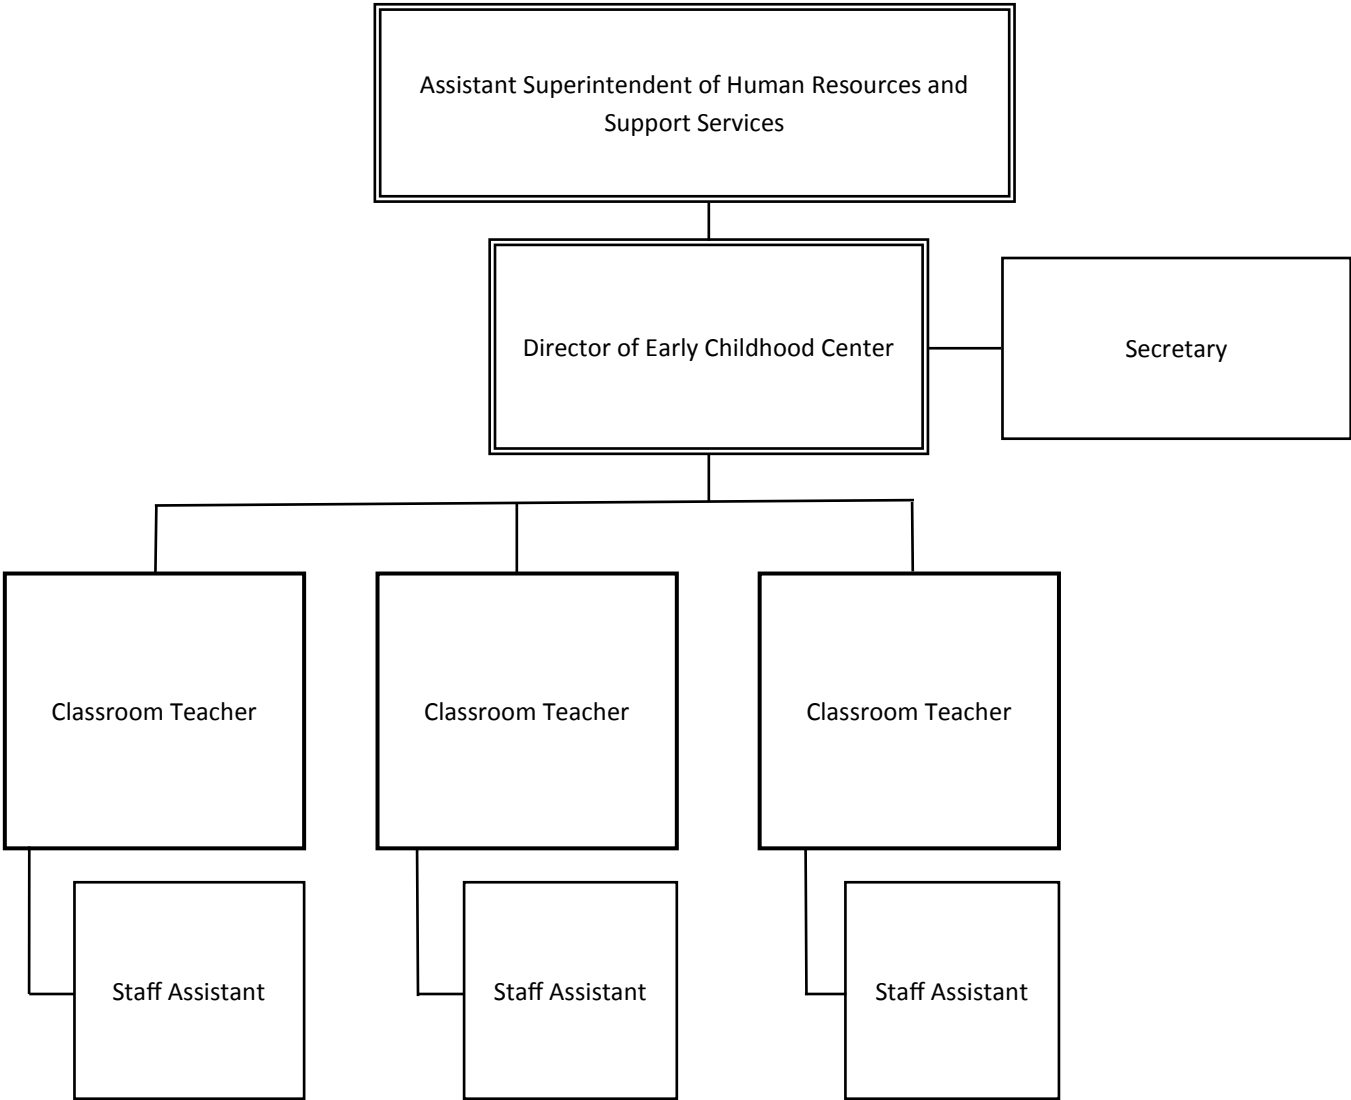 Assistant Superintendent of Human Resources and
Support Services
Director of Early Childhood Center
Secretary
Classroom Teacher
Classroom Teacher
Classroom Teacher
Staff Assistant
Staff Assistant
Staff Assistant